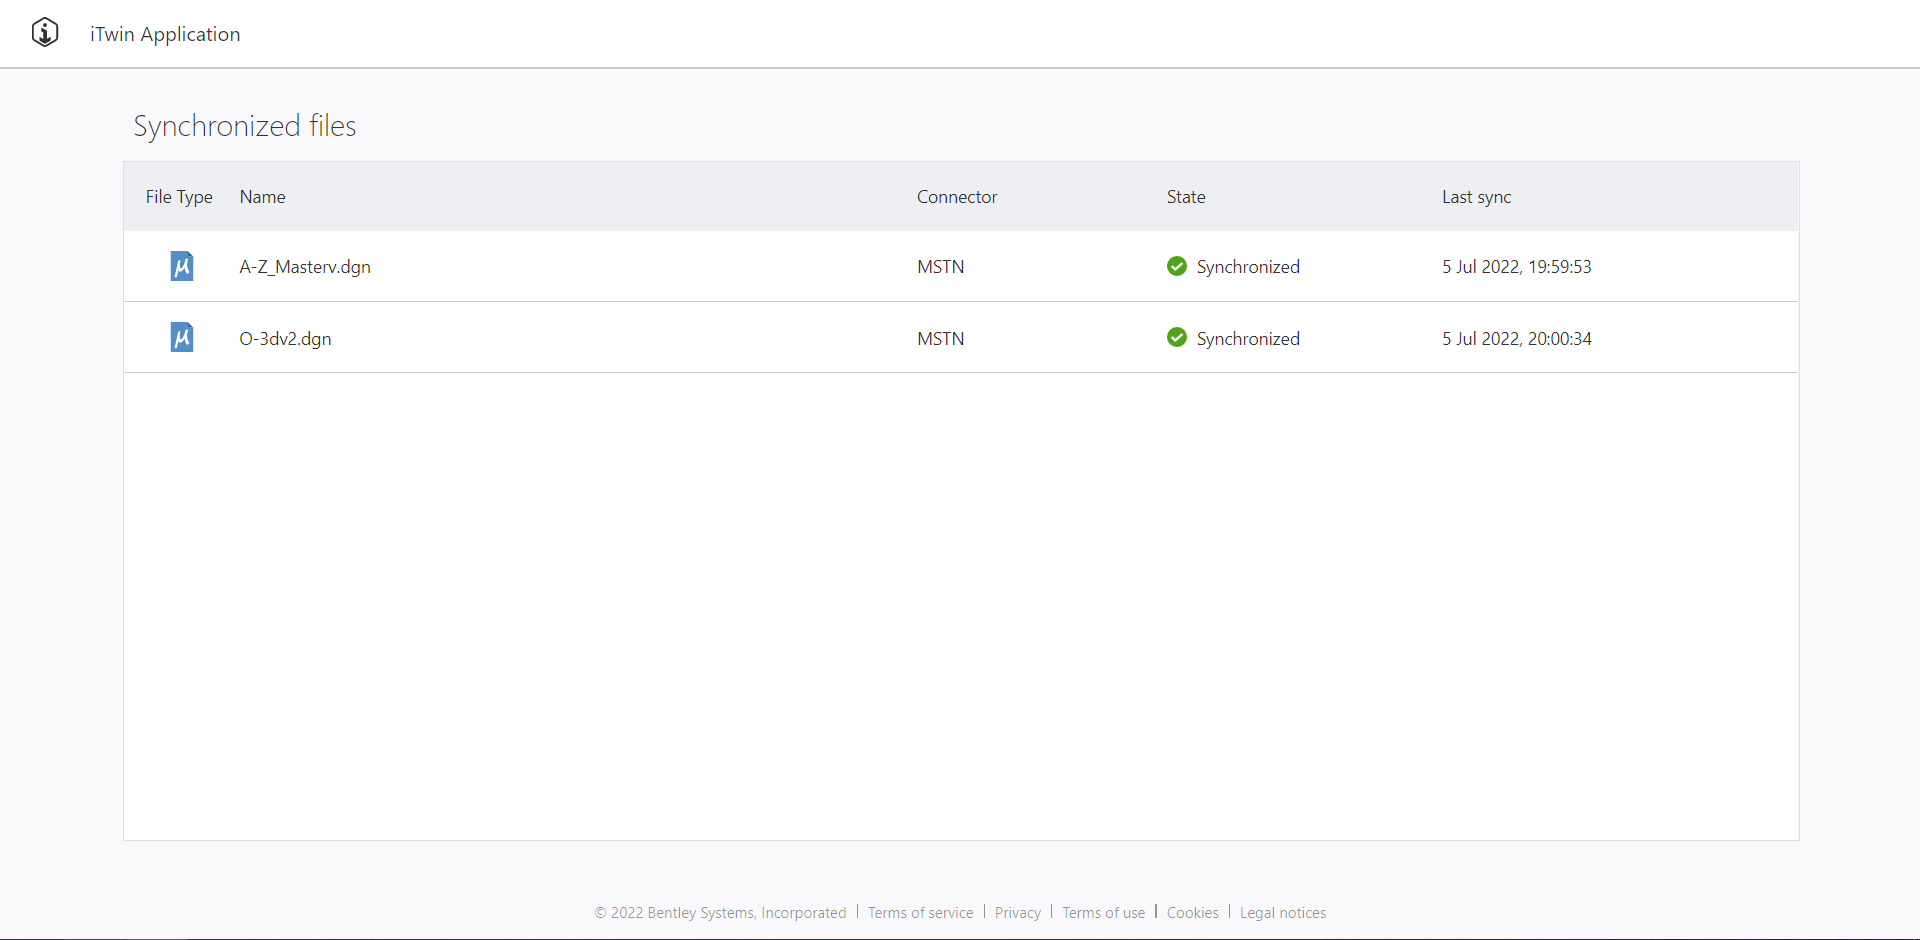 iTwin Application
Synchronized files
File Type Name Connector State Last sync
A-Z_Masterv.dgn MSTN Synchronized 5 Jul 2022, 19:59:53
O-3dv2.dgn MSTN Synchronized 5 Jul 2022, 20:00:34
© 2022 Bentley Systems, Incorporated | Terms of service | Privacy | Terms of use | Cookies | Legal notices